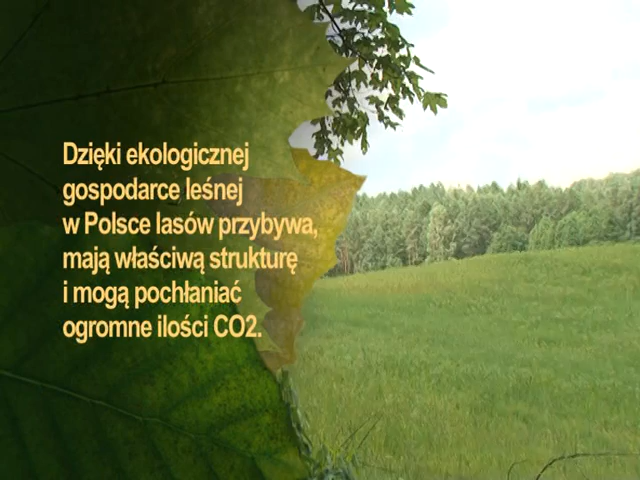 Dzięki ekologicznej
gospodarce leśnej
w Polsce lasów przybywa,
mają właściwą strukturę
i mogą pochłaniać
ogromne ilości CO2.